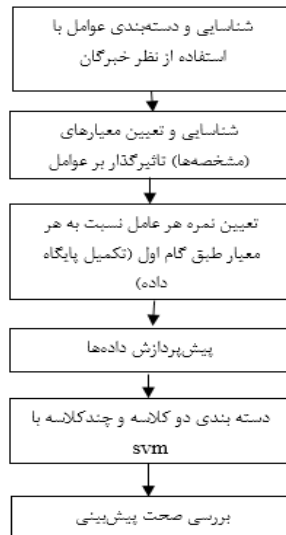 شناسایی و دسته‌بندی عوامل با
استفاده از نظر خبرگان
شناسایی و تعیین معیارهای
(مشخصه‌ها) تاثیرگذار بر عوامل
تعیین نمره هر عامل نسبت به هر
معیار طبق گام اول (تکمیل پایگاه
داده)
پیش‌پردازش داده‌ها
دسته بندی دو کلاسه و چندکلاسه با
svm
بررسی صحت پیش‌بینی